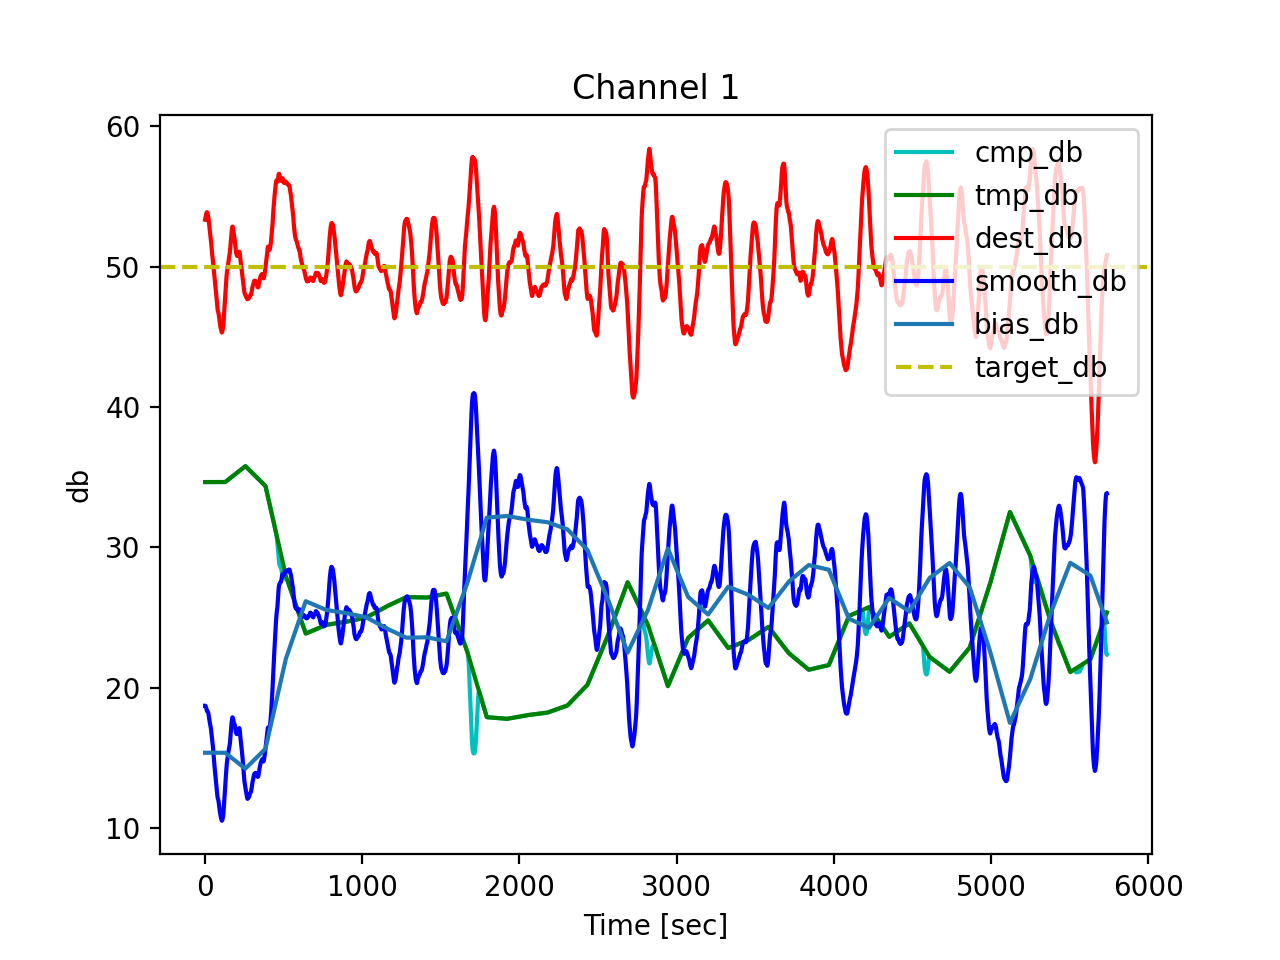 Channel 1
60
50
40
30
20
10
db
cmp_db
tmp_db
dest_db
smooth_db
bias_db
target_db
0 1000 2000 3000 4000 5000 6000
Time [sec]